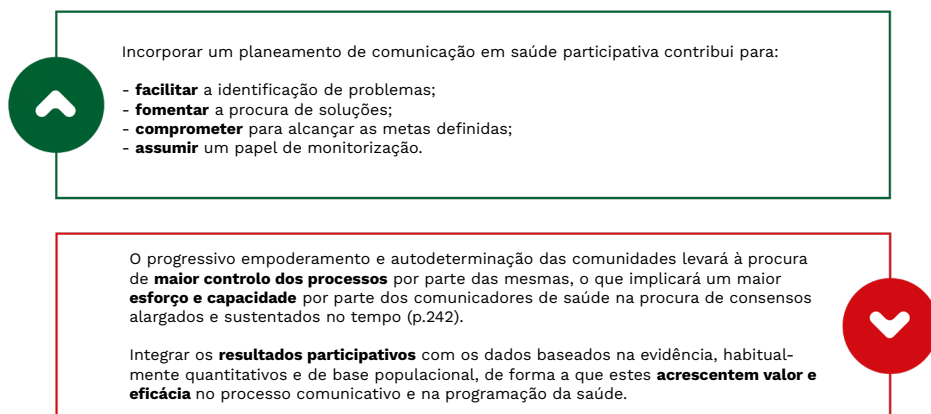 Incorporar um planeamento de comunicação em saúde participativa contribui para:
- facilitar a identificação de problemas;
- fomentar a procura de soluções;
- comprometer para alcançar as metas definidas;
- assumir um papel de monitorização.
O progressivo empoderamento e autodeterminação das comunidades levará à procura
de maior controlo dos processos por parte das mesmas, o que implicará um maior
esforço e capacidade por parte dos comunicadores de saúde na procura de consensos
alargados e sustentados no tempo (p.242).
Integrar os resultados participativos com os dados baseados na evidência, habitual-
mente quantitativos e de base populacional, de forma a que estes acrescentem valor e
eficácia no processo comunicativo e na programação da saúde.